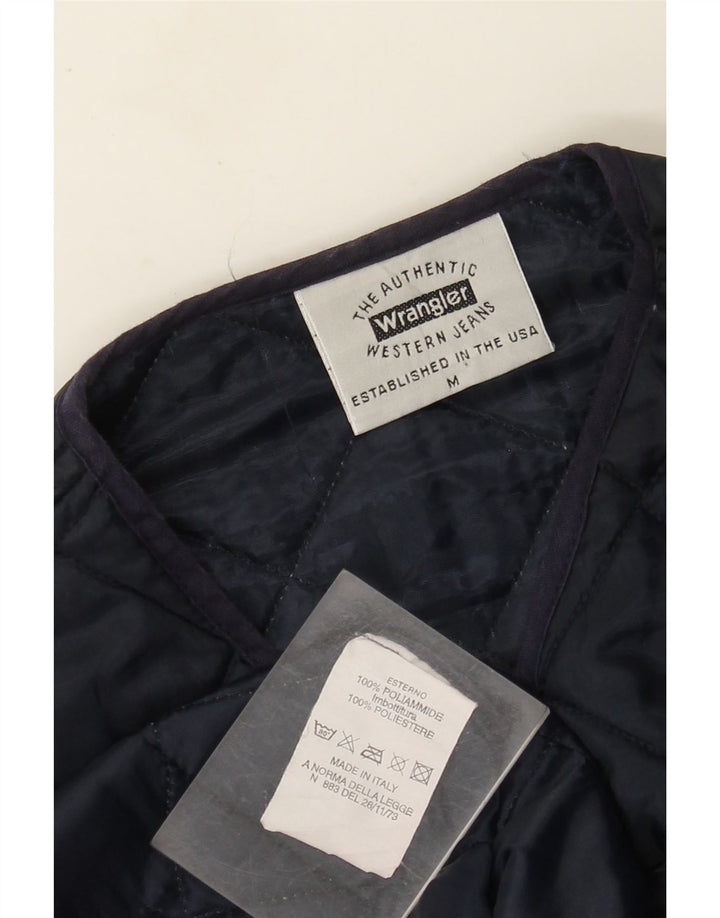 THE AUTHENTIC
Wrangler
WESTERN JEANS
ESTABLISHED IN THE USA
M
ESTERNO
100% POLIAMMIDE
Imbottitura
100% POLIESTERE
30°
MADE IN ITALY
A NORMA DELLA LEGGE
N 883 DEL 26/11/73